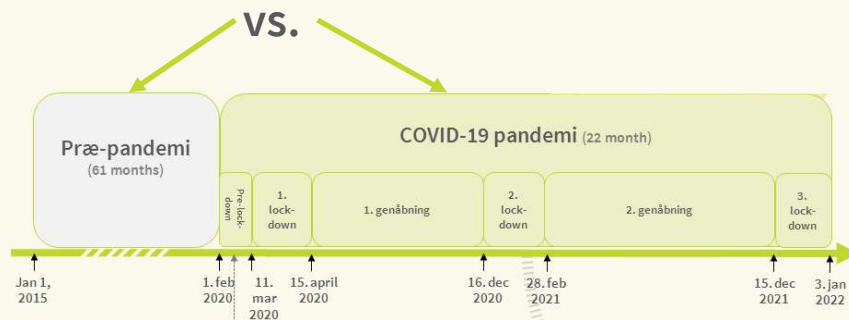 vs.
Præ-pandemi
(61 months)
COVID-19 pandemi (22 month)
Pre-lock-
down
1.
lock-
down
1. genåbning
2.
lock-
down
2. genåbning
3.
lock-
down
Jan 1,
2015
1. feb
2020
11.
mar
2020
15. april
2020
16. dec
2020
28. feb
2021
15. dec
2021
3. jan
2022